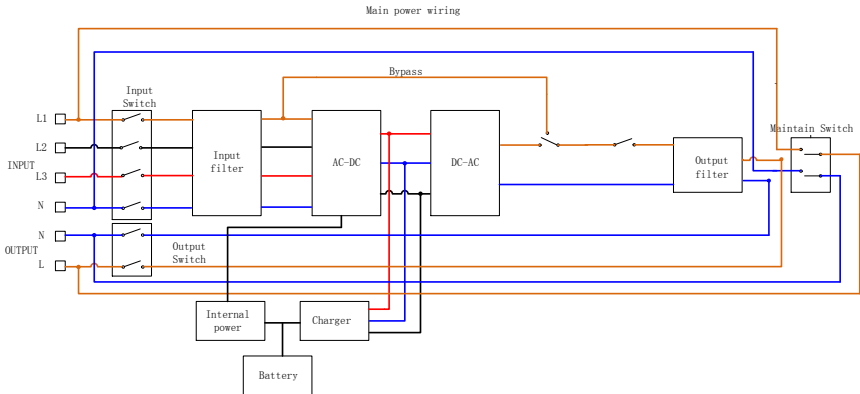 Main power wiring
Bypass
Input
Switch
L1
L2
INPUT
L3
N
N
OUTPUT
L
Input
filter
AC-DC
DC-AC
Output
filter
Maintain Switch
Output
Switch
Internal
power
Charger
Battery